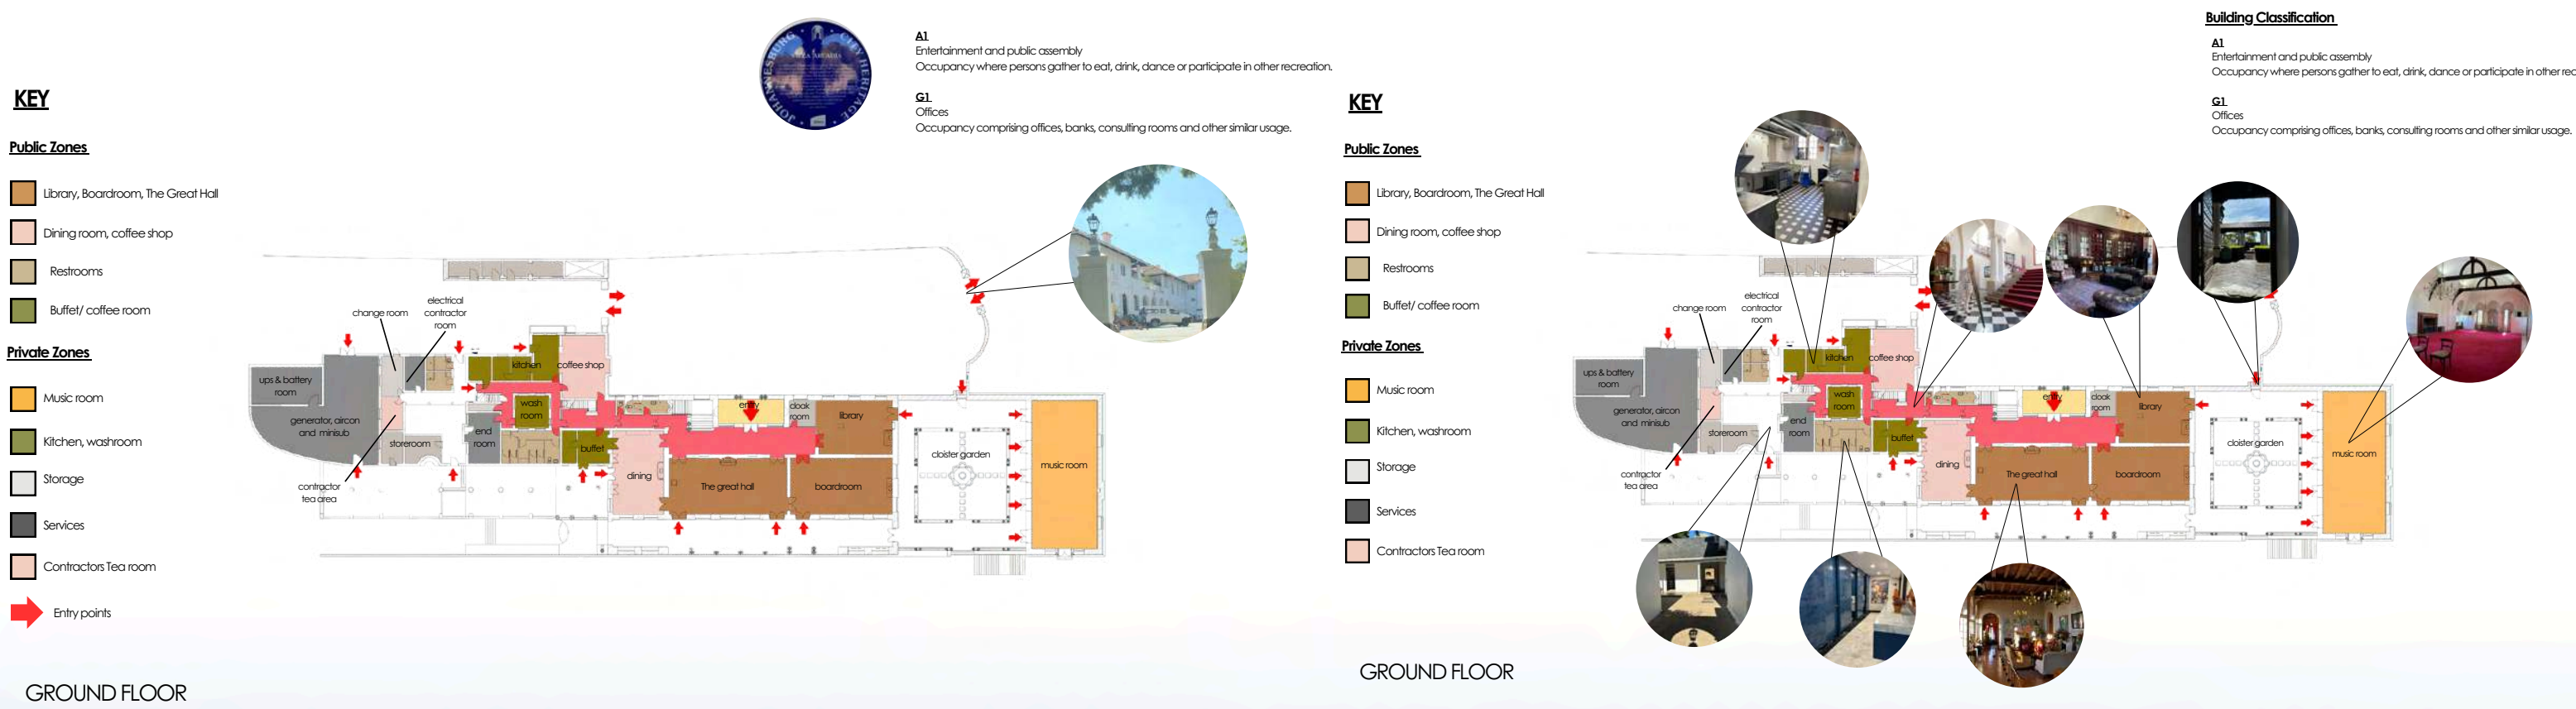 JOHANNESBURG CITY HERITAGE
A1
Entertainment and public assembly
Occupancy where persons gather to eat, drink, dance or participate in other recreation.
G1
Offices
Occupancy comprising offices, banks, consulting rooms and other similar usage.
KEY
Public Zones
Library, Boardroom, The Great Hall
Dining room, coffee shop
Restrooms
Buffet/ coffee room
Private Zones
Music room
Kitchen, washroom
Storage
Services
Contractors Tea room
Entry points
change room
electrical
contractor
room
ups & battery
room
generator, aircon
and minisub
storeroom
contractor
tea area
end
room
kitchen
coffee shop
wash
room
buffet
dining
entry
cloak
room
library
The great hall
boardroom
cloister garden
music room
GROUND FLOOR
Building Classification
A1
Entertainment and public assembly
Occupancy where persons gather to eat, drink, dance or participate in other rec
G1
Offices
Occupancy comprising offices, banks, consulting rooms and other similar usage.
KEY
Public Zones
Library, Boardroom, The Great Hall
Dining room, coffee shop
Restrooms
Buffet/ coffee room
Private Zones
Music room
Kitchen, washroom
Storage
Services
Contractors Tea room
change room
electrical
contractor
room
ups & battery
room
generator, aircon
and minisub
storeroom
contractor
tea area
end
room
kitchen
coffee shop
wash
room
buffet
dining
entry
cloak
room
library
The great hall
boardroom
cloister garden
music room
GROUND FLOOR